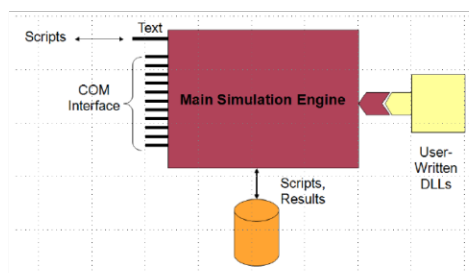 Scripts
Text
COM
Interface
Main Simulation Engine
User-
Written
DLLs
Scripts,
Results